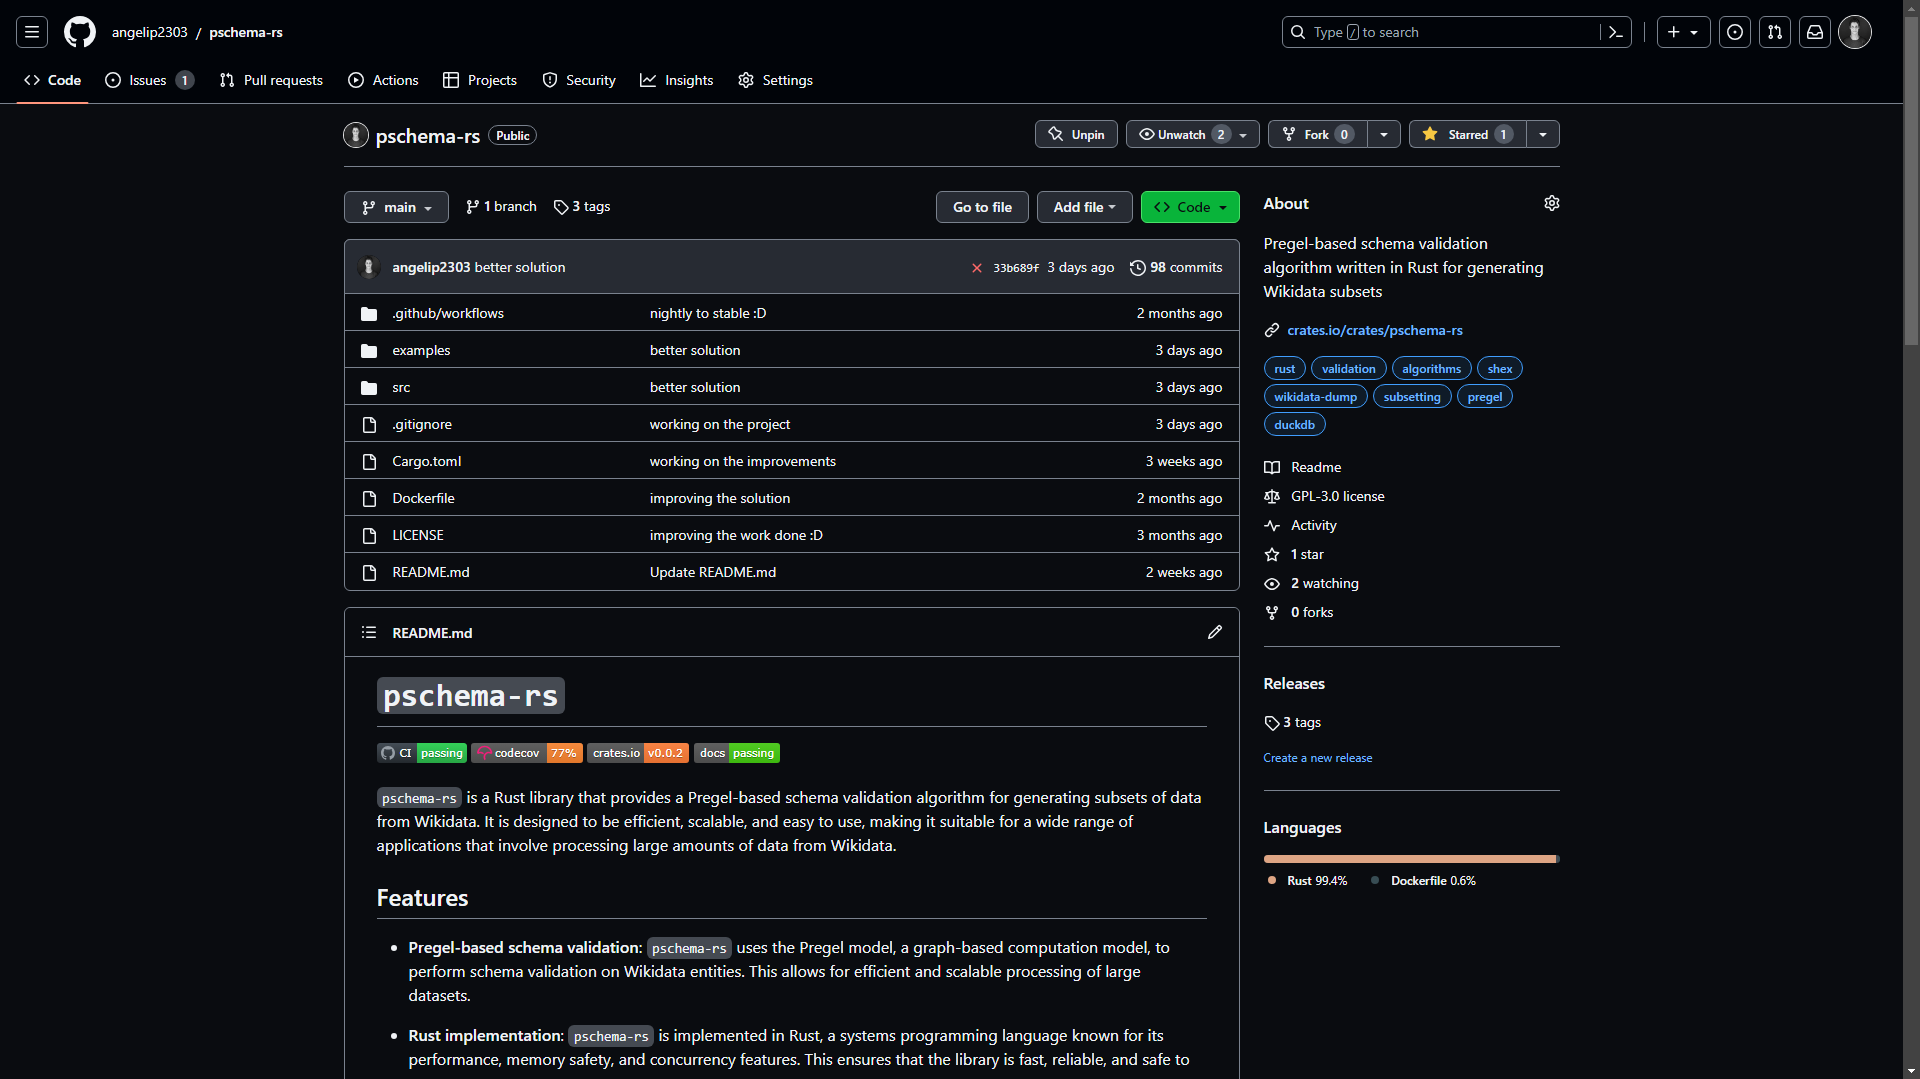 angelip2303 / pschema-rs
Type / to search
Code
Issues 1
Pull requests
Actions
Projects
Security
Insights
Settings
pschema-rs Public
Unpin
Unwatch 2
Fork 0
Starred 1
main
1 branch
3 tags
Go to file
Add file
Code
angelip2303 better solution
33b689f 3 days ago
98 commits
.github/workflows nightly to stable :D 2 months ago
examples better solution 3 days ago
src better solution 3 days ago
.gitignore working on the project 3 days ago
Cargo.toml working on the improvements 3 weeks ago
Dockerfile improving the solution 2 months ago
LICENSE improving the work done :D 3 months ago
README.md Update README.md 2 weeks ago
README.md
pschema-rs
CI passing codecov 77% crates.io v0.0.2 docs passing
pschema-rs is a Rust library that provides a Pregel-based schema validation algorithm for generating subsets of data
from Wikidata. It is designed to be efficient, scalable, and easy to use, making it suitable for a wide range of
applications that involve processing large amounts of data from Wikidata.
Features
• Pregel-based schema validation: pschema-rs uses the Pregel model, a graph-based computation model, to
perform schema validation on Wikidata entities. This allows for efficient and scalable processing of large
datasets.
• Rust implementation: pschema-rs is implemented in Rust, a systems programming language known for its
performance, memory safety, and concurrency features. This ensures that the library is fast, reliable, and safe to
About
Pregel-based schema validation
algorithm written in Rust for generating
Wikidata subsets
crates.io/crates/pschema-rs
rust validation algorithms shex
wikidata-dump subsetting pregel
duckdb
Readme
GPL-3.0 license
Activity
1 star
2 watching
0 forks
Releases
3 tags
Create a new release
Languages
Rust 99.4% Dockerfile 0.6%